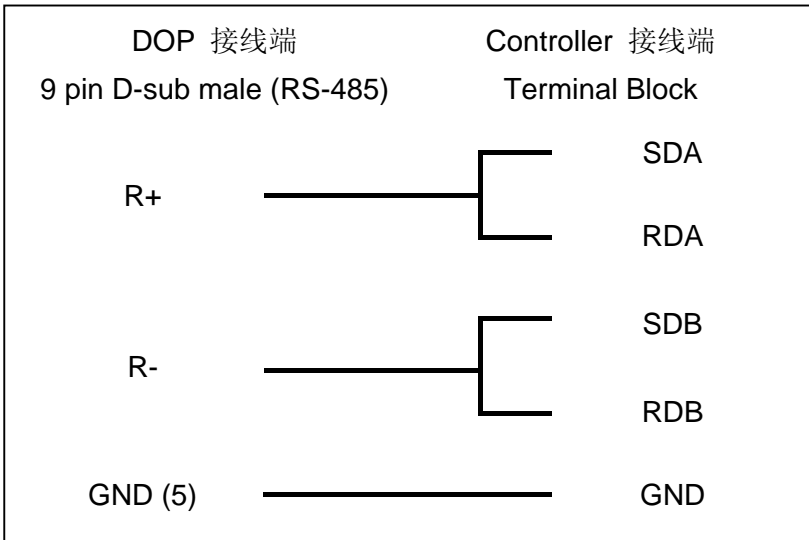 DOP 接线端 Controller 接线端
9 pin D-sub male (RS-485) Terminal Block
SDA
R+
RDA
SDB
R-
RDB
GND (5) GND